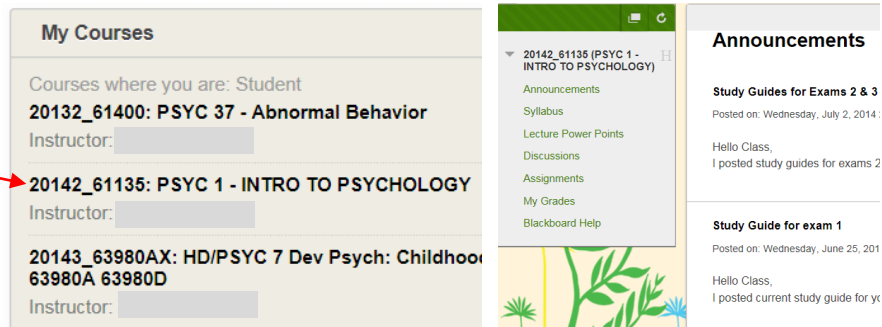 My Courses
Courses where you are: Student
20132_61400: PSYC 37 - Abnormal Behavior
Instructor:
20142_61135: PSYC 1 - INTRO TO PSYCHOLOGY
Instructor:
20143_63980AX: HD/PSYC 7 Dev Psych:
63980A 63980D
Instructor:
20142_61135 (PSYC 1 -
INTRO TO PSYCHOLOGY)
Announcements
Syllabus
Lecture Power Points
Discussions
Assignments
My Grades
Blackboard Help
Announcements
Study Guides for Exams 2 & 3
Posted on: Wednesday, July 2, 2014
Hello Class,
I posted study guides for exams 2
Study Guide for exam 1
Posted on: Wednesday, June 25,
Hello Class,
I posted current study guide for